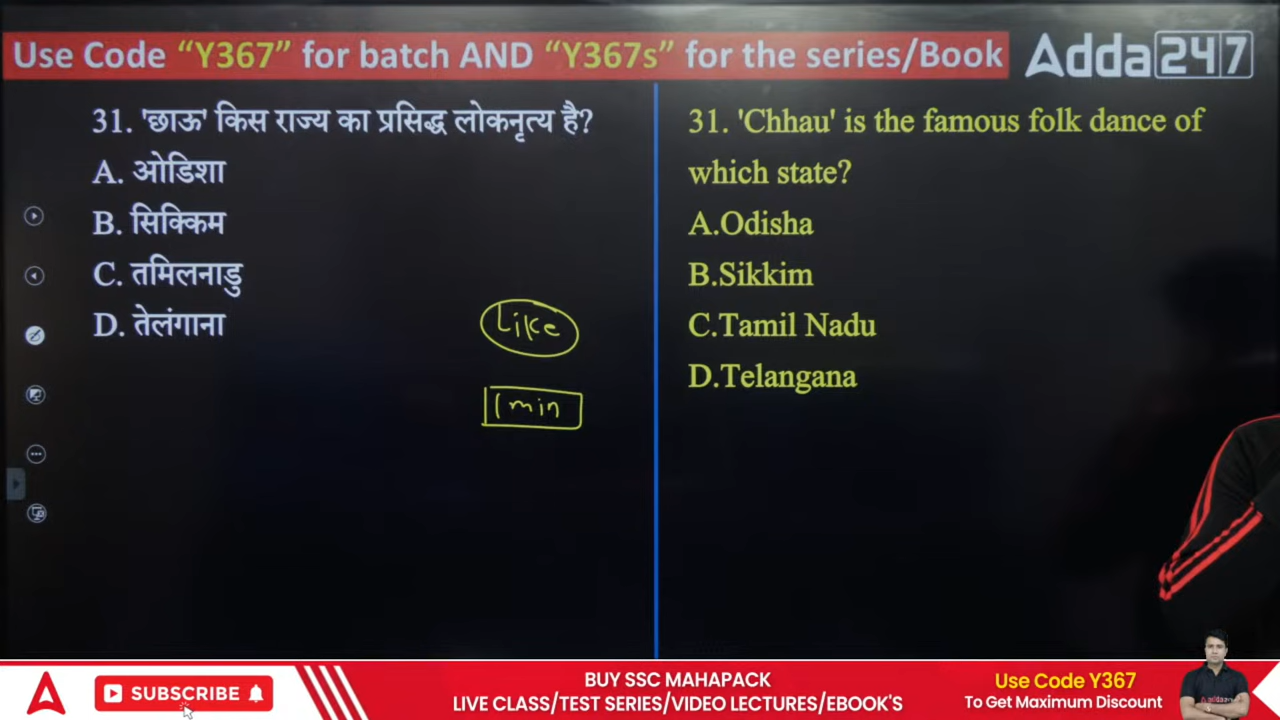 Use Code “Y367” for batch AND “Y367s” for the series/Book
Adda247
31. 'छाऊ' किस राज्य का प्रसिद्ध लोकनृत्य है?
A. ओडिशा
B. सिक्किम
C. तमिलनाडु
D. तेलंगाना
Like
1 min
31. 'Chhau' is the famous folk dance of
which state?
A.Odisha
B.Sikkim
C.Tamil Nadu
D.Telangana
SUBSCRIBE
BUY SSC MAHAPACK
LIVE CLASS/TEST SERIES/VIDEO LECTURES/EBOOK'S
Use Code Y367
To Get Maximum Discount